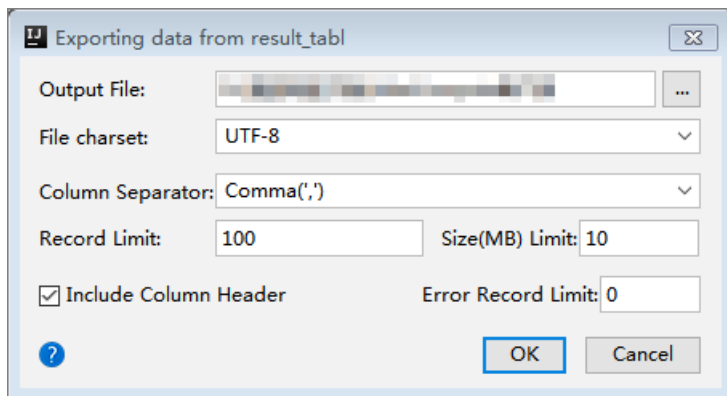 IJ Exporting data from result_tabl
Output File: ...
File charset: UTF-8
Column Separator: Comma(',')
Record Limit: 100 Size(MB) Limit: 10
Include Column Header Error Record Limit: 0
? OK Cancel